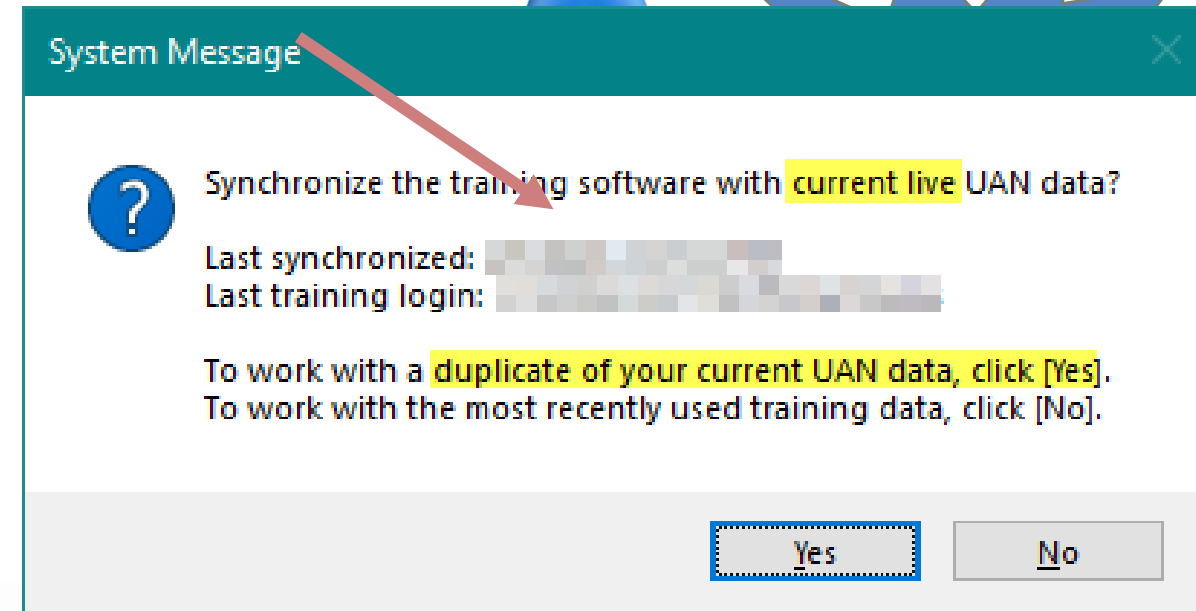 System Message
Synchronize the training software with current live UAN data?
Last synchronized:
Last training login:
To work with a duplicate of your current UAN data, click [Yes].
To work with the most recently used training data, click [No].
Yes
No